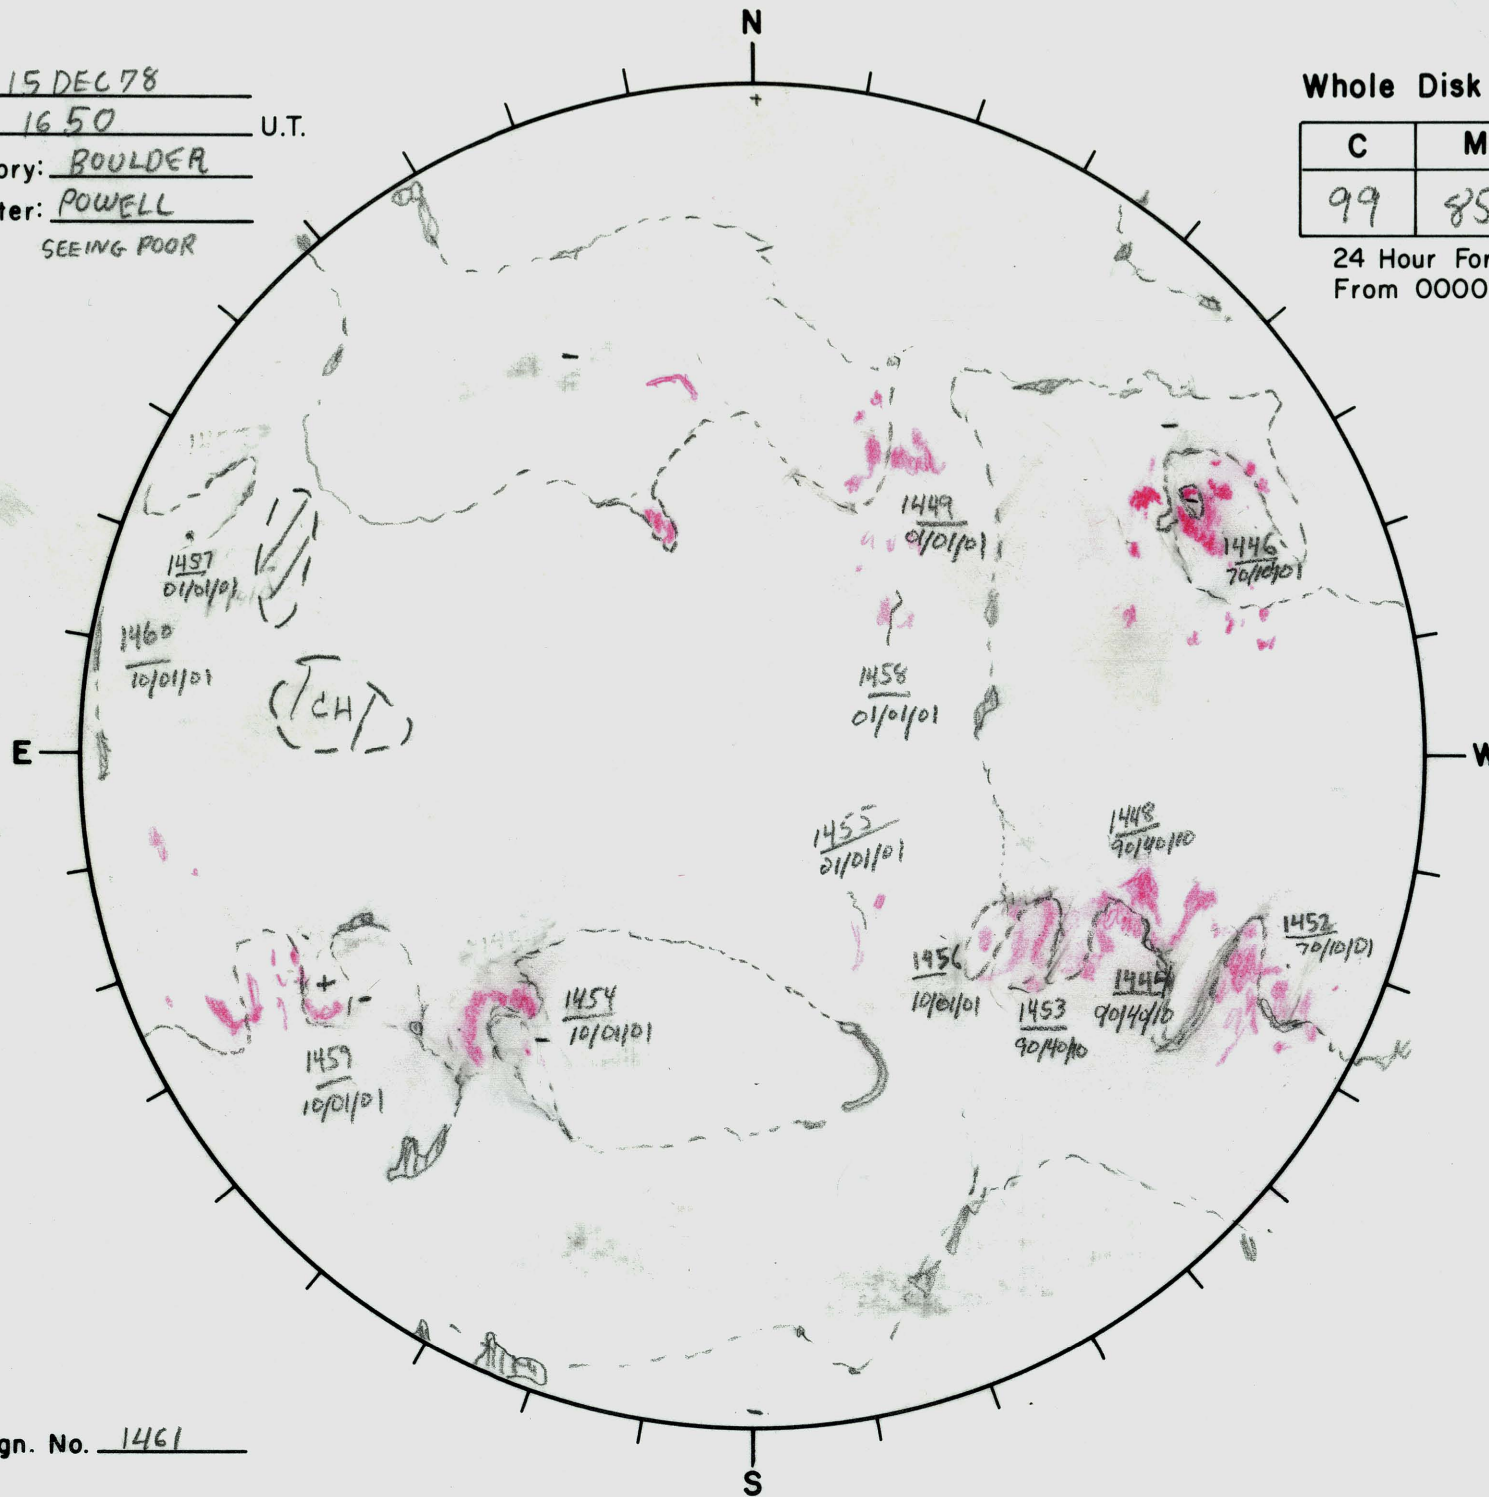 N
15 DEC 78
1650 U.T.
ory: BOULDER
ter: POWELL
SEEING POOR
Whole Disk
C M
99 85
24 Hour For
From 0000
+
-
-
1449
01/01/01
1446
70/10/01
1457
01/01/01
1460
10/01/01
CH
1458
01/01/01
E
W
1455
01/01/01
1448
90/40/10
1452
70/10/01
1456
10/01/01
1444
90/40/10
1453
90/40/10
+
-
1454
10/01/01
-
1459
10/01/01
-
gn. No. 1461
S